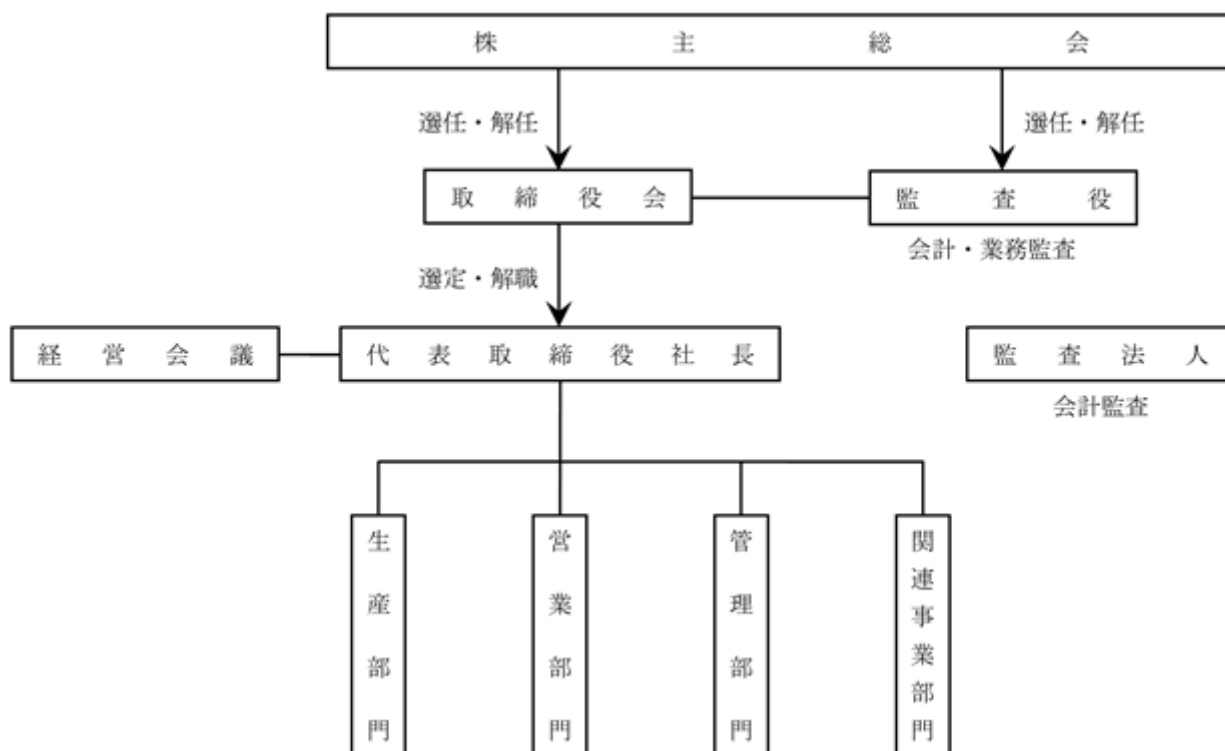 株主総会
選任・解任
選任・解任
取締役会
監査役
会計・業務監査
選定・解職
経営会議
代表取締役社長
監査法人
会計監査
生産部門
営業部門
管理部門
関連事業部門